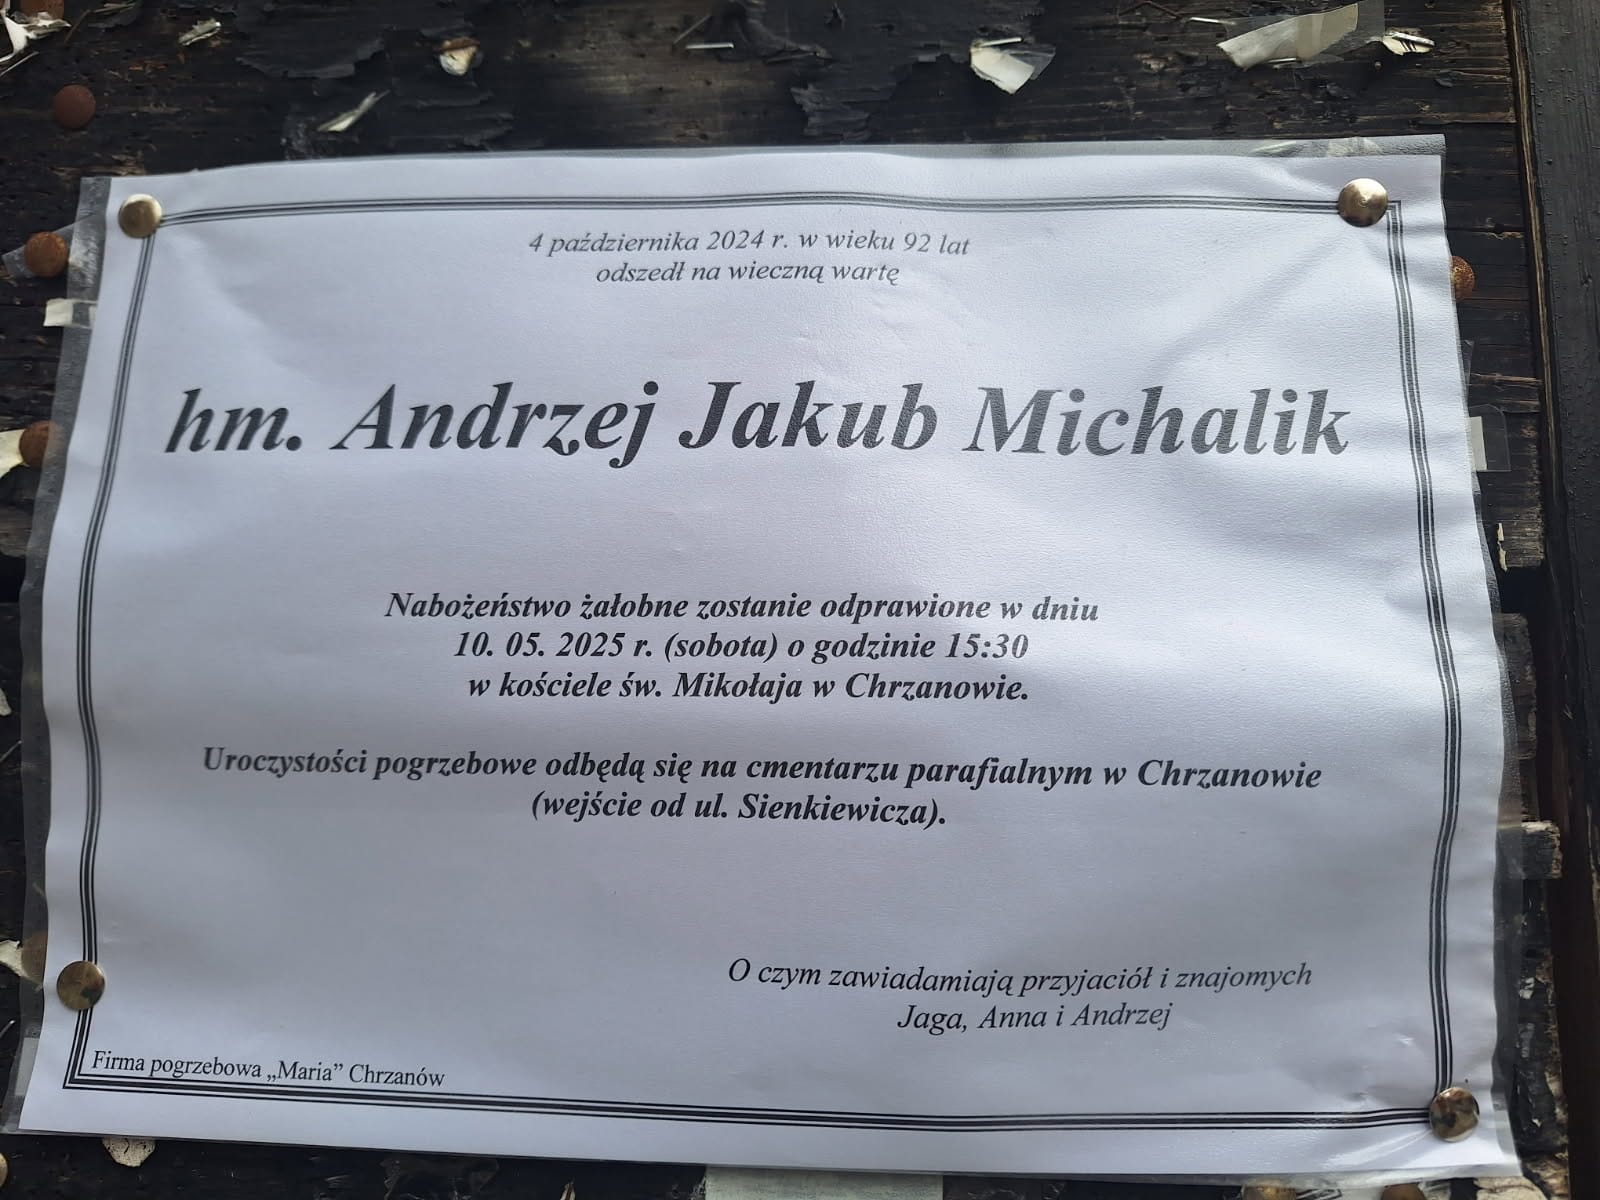 4 października 2024 r. w wieku 92 lat
odszedł na wieczną wartę
hm. Andrzej Jakub Michalik
Nabożeństwo żałobne zostanie odprawione w dniu
10. 05. 2025 r. (sobota) o godzinie 15:30
w kościele św. Mikołaja w Chrzanowie.
Uroczystości pogrzebowe odbędą się na cmentarzu parafialnym w Chrzanowie
(wejście od ul. Sienkiewicza).
O czym zawiadamiają przyjaciół i znajomych
Jaga, Anna i Andrzej
Firma pogrzebowa „Maria” Chrzanów